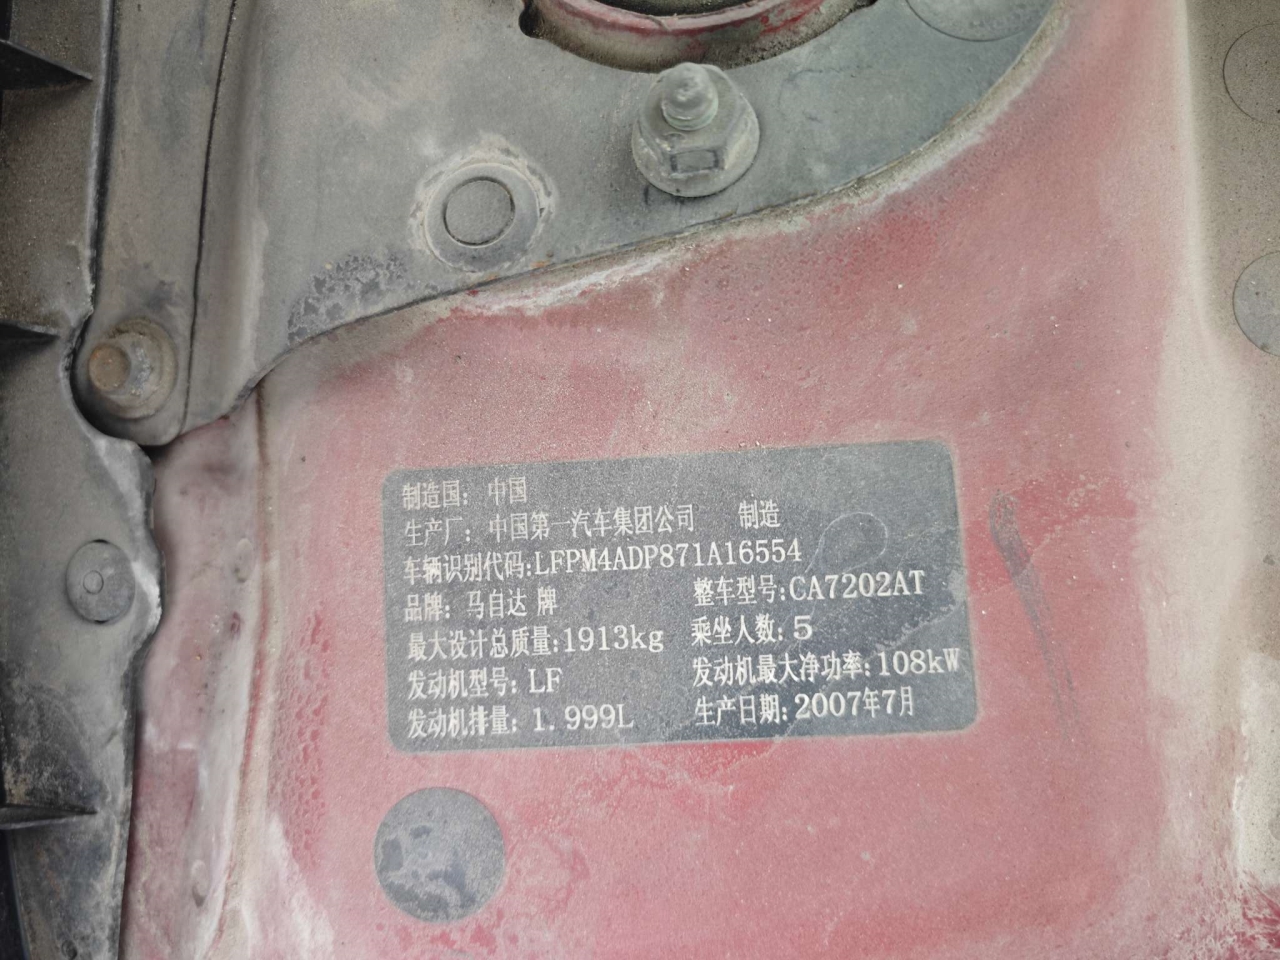 制造国：中国
生产厂：中国第一汽车集团公司 制造
车辆识别代码:LFPM4ADP871A16554
品牌：马自达 牌 整车型号:CA7202AT
最大设计总质量:1913kg 乘坐人数:5
发动机型号：LF 发动机最大净功率:108kW
发动机排量：1.999L 生产日期:2007年7月